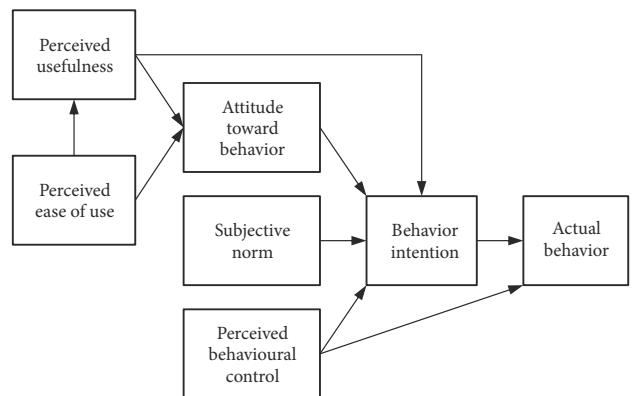 Perceived
usefulness
Attitude
toward
behavior
Perceived
ease of use
Subjective
norm
Behavior
intention
Actual
behavior
Perceived
behavioural
control